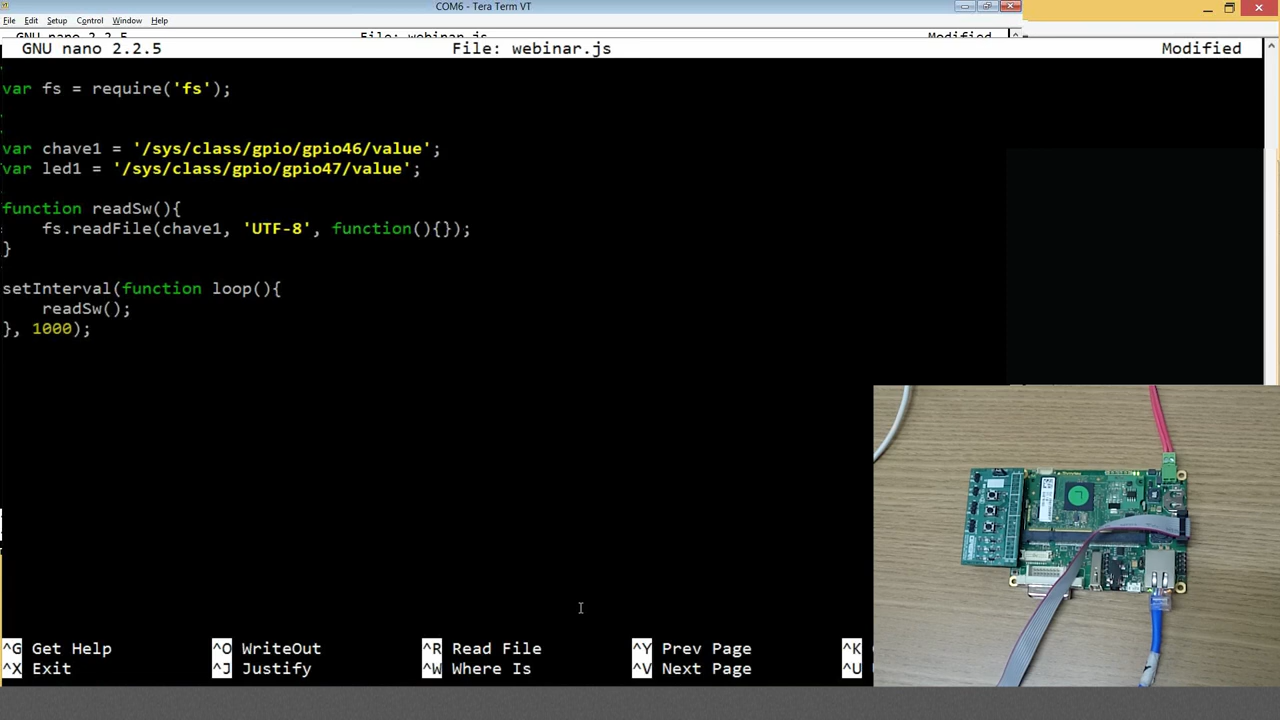 COM6 - Tera Term VT
File Edit Setup Control Window Help
GNU nano 2.2.5 File: webinar.js Modified
var fs = require('fs');
var chave1 = '/sys/class/gpio/gpio46/value';
var led1 = '/sys/class/gpio/gpio47/value';
function readSw(){
fs.readFile(chave1, 'UTF-8', function(){});
}
setInterval(function loop(){
readSw();
}, 1000);
^G Get Help ^O WriteOut ^R Read File ^Y Prev Page ^K
^X Exit ^J Justify ^W Where Is ^V Next Page ^U